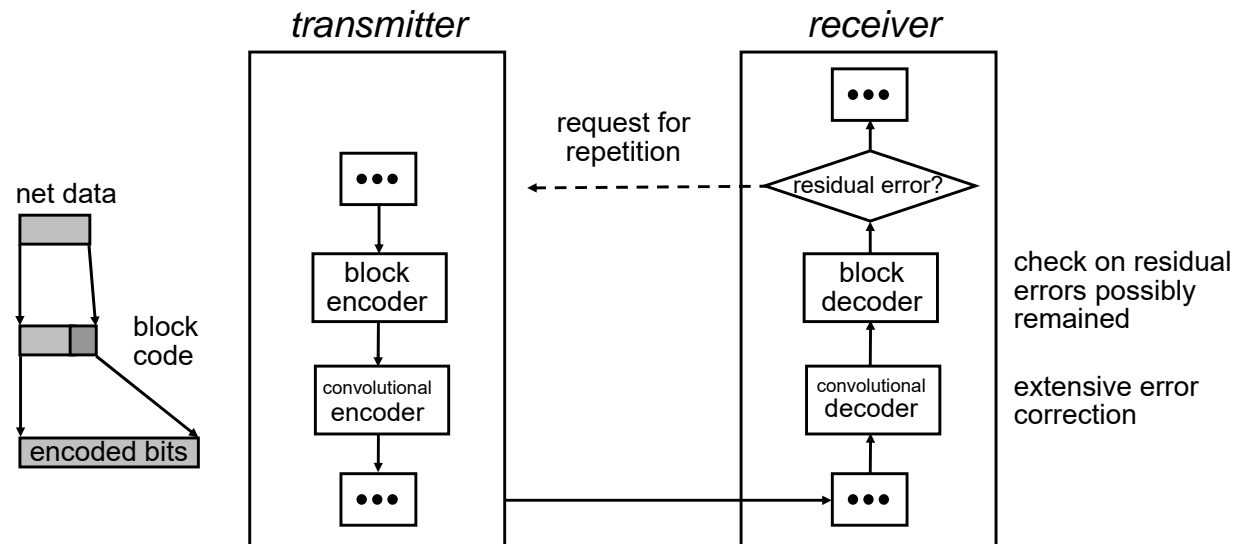 transmitter
receiver
request for
repetition
residual error?
net data
block
code
encoded bits
block
encoder
convolutional
encoder
block
decoder
convolutional
decoder
check on residual
errors possibly
remained
extensive error
correction